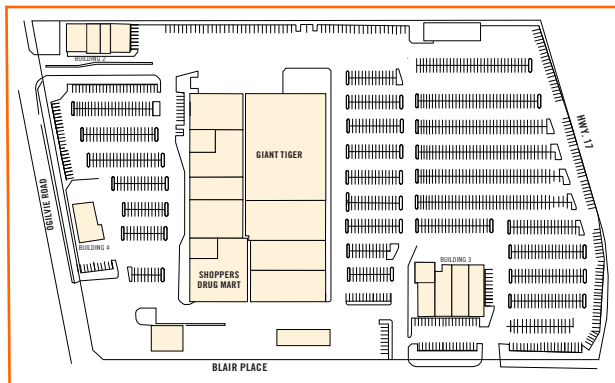 BUILDING 2
HWY. 17
GIANT TIGER
OGILVIE ROAD
BUILDING 4
BUILDING 3
SHOPPERS
DRUG MART
BLAIR PLACE